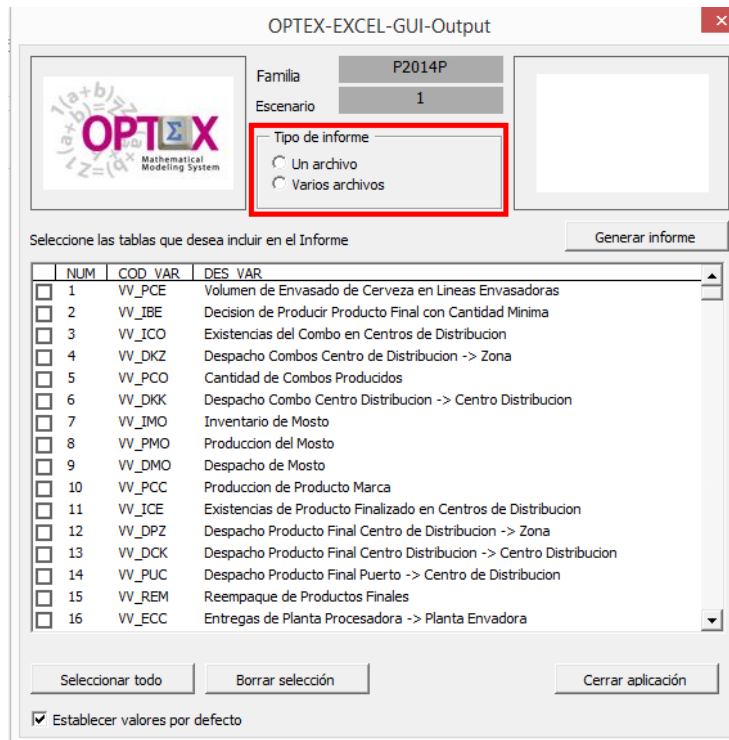 OPTEX-EXCEL-GUI-Output
OPTΣX
Mathematical
Modeling System
Familia P2014P
Escenario 1
Tipo de informe
Un archivo
Varios archivos
Seleccione las tablas que desea incluir en el Informe
Generar informe
NUM COD_VAR DES_VAR
1 VV_PCE Volumen de Envasado de Cerveza en Lineas Envasadoras
2 VV_IBE Decision de Producir Producto Final con Cantidad Minima
3 VV_ICO Existencias del Combo en Centros de Distribucion
4 VV_DKZ Despacho Combos Centro de Distribucion -> Zona
5 VV_PCO Cantidad de Combos Producidos
6 VV_DKK Despacho Combo Centro Distribucion -> Centro Distribucion
7 VV_IMO Inventario de Mosto
8 VV_PMO Produccion del Mosto
9 VV_DMO Despacho de Mosto
10 VV_PCC Produccion de Producto Marca
11 VV_ICE Existencias de Producto Finalizado en Centros de Distribucion
12 VV_DPZ Despacho Producto Final Centro de Distribucion -> Zona
13 VV_DCK Despacho Producto Final Centro Distribucion -> Centro Distribucion
14 VV_PUC Despacho Producto Final Puerto -> Centro de Distribucion
15 VV_REM Reempaque de Productos Finales
16 VV_ECC Entregas de Planta Procesadora -> Planta Envadora
Seleccionar todo
Borrar selección
Cerrar aplicación
Establecer valores por defecto